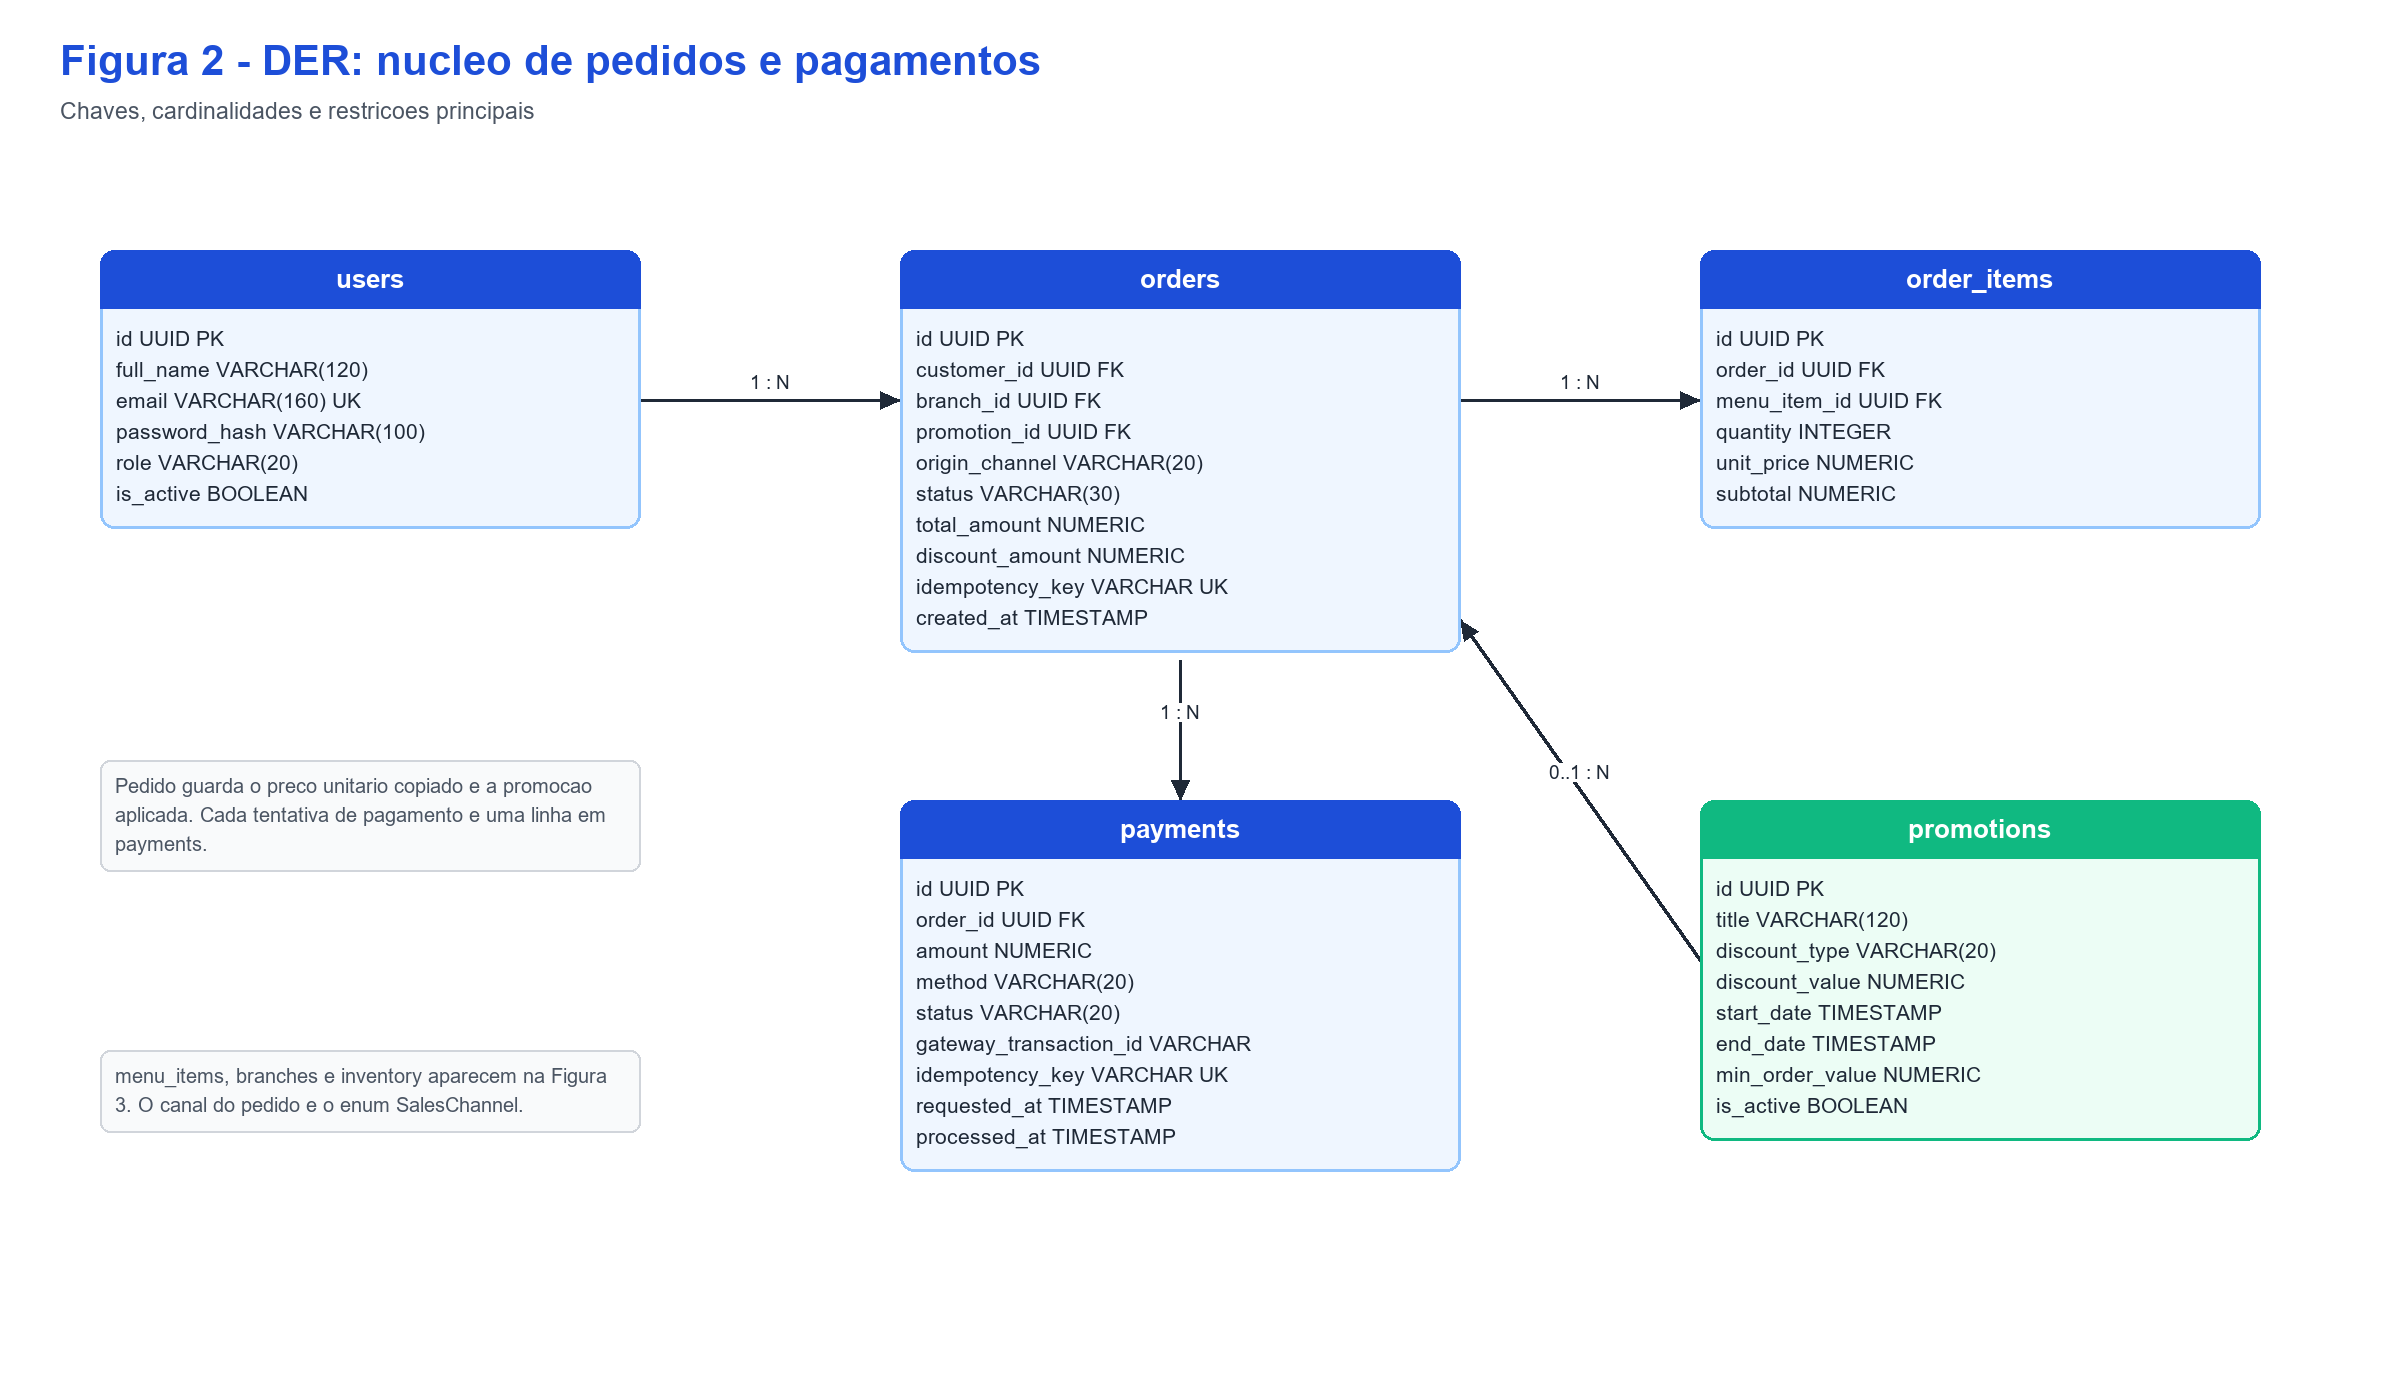 Figura 2 - DER: nucleo de pedidos e pagamentos
Chaves, cardinalidades e restricoes principais
users
id UUID PK
full_name VARCHAR(120)
email VARCHAR(160) UK
password_hash VARCHAR(100)
role VARCHAR(20)
is_active BOOLEAN
1 : N
orders
id UUID PK
customer_id UUID FK
branch_id UUID FK
promotion_id UUID FK
origin_channel VARCHAR(20)
status VARCHAR(30)
total_amount NUMERIC
discount_amount NUMERIC
idempotency_key VARCHAR UK
created_at TIMESTAMP
1 : N
order_items
id UUID PK
order_id UUID FK
menu_item_id UUID FK
quantity INTEGER
unit_price NUMERIC
subtotal NUMERIC
1 : N
0..1 : N
Pedido guarda o preco unitario copiado e a promocao
aplicada. Cada tentativa de pagamento e uma linha em
payments.
menu_items, branches e inventory aparecem na Figura
3. O canal do pedido e o enum SalesChannel.
payments
id UUID PK
order_id UUID FK
amount NUMERIC
method VARCHAR(20)
status VARCHAR(20)
gateway_transaction_id VARCHAR
idempotency_key VARCHAR UK
requested_at TIMESTAMP
processed_at TIMESTAMP
promotions
id UUID PK
title VARCHAR(120)
discount_type VARCHAR(20)
discount_value NUMERIC
start_date TIMESTAMP
end_date TIMESTAMP
min_order_value NUMERIC
is_active BOOLEAN